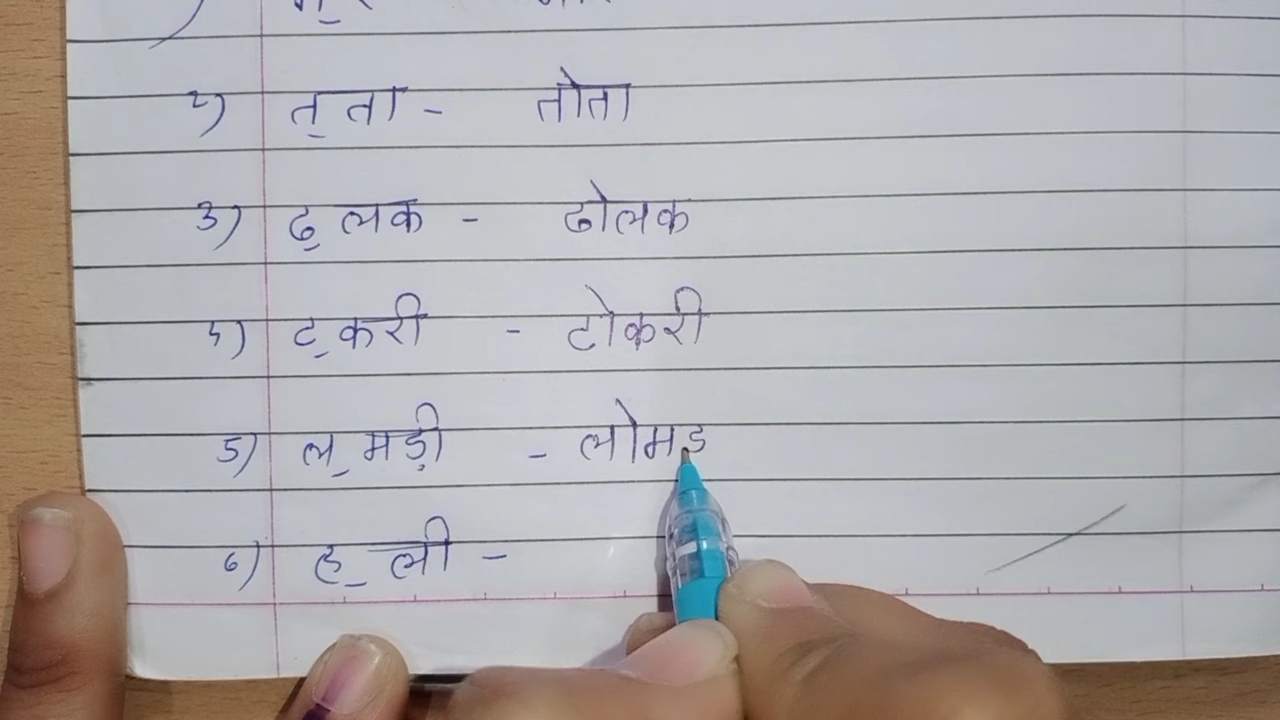 2) त_ता - तोता
3) ढ_लक - ढोलक
4) ट_करी - टोकरी
5) ल_मड़ी - लोमड
6) ह_ली -